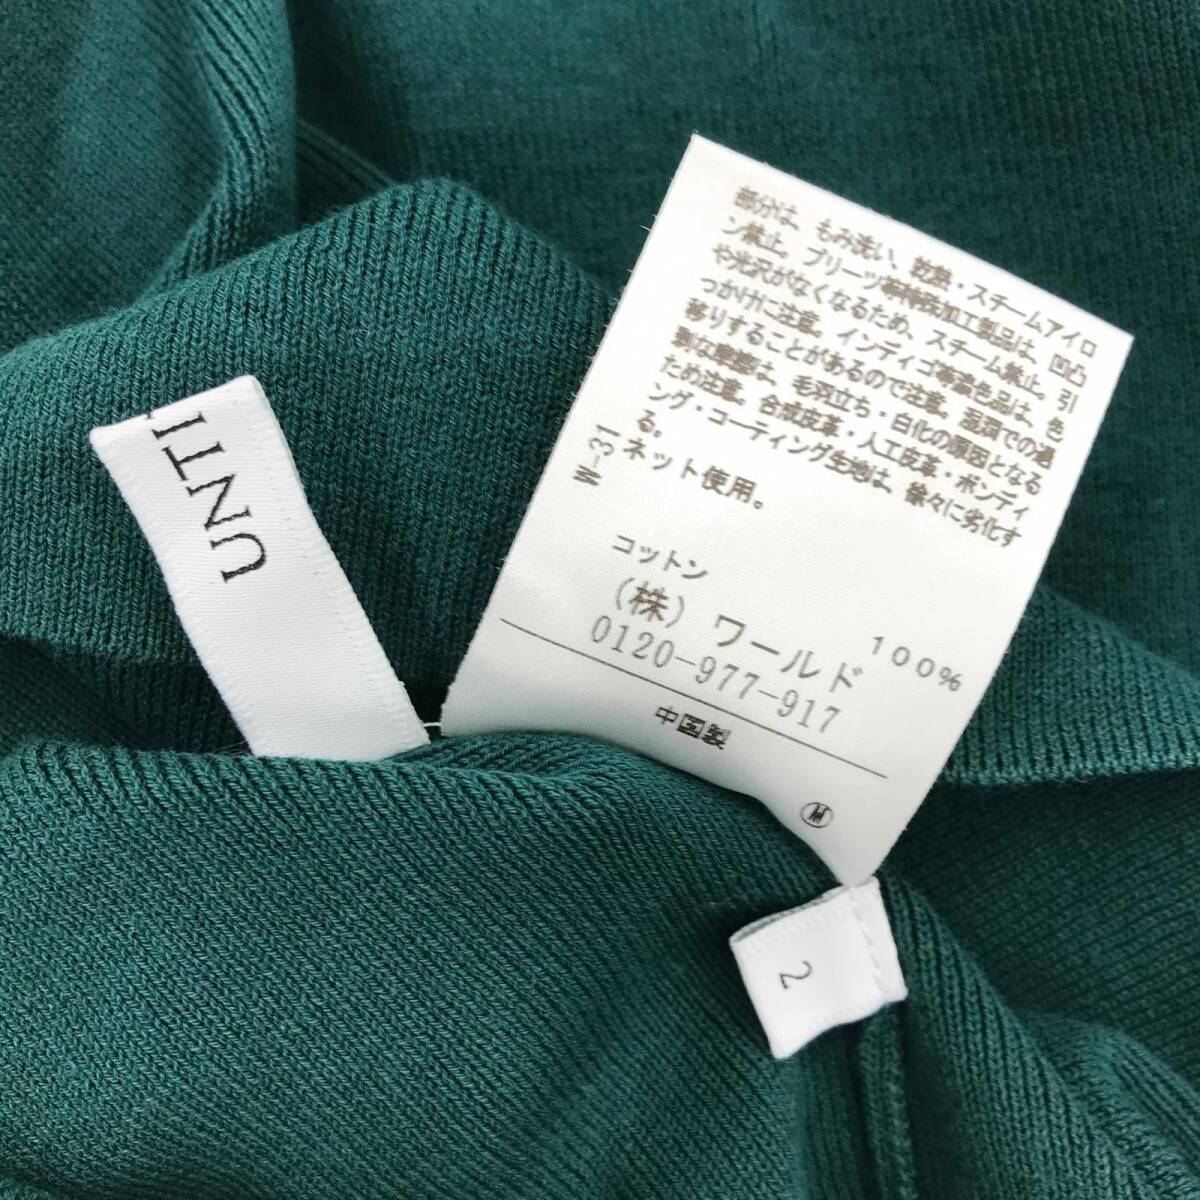 UNTI
部分は、もみ洗い、乾熱・スチームアイロ
ン禁止。プリーツ等特殊加工製品は、凹凸
や光沢がなくなるため、スチーム禁止。引
っかけに注意。インディゴ等濃色品は、色
移りすることがあるので注意。湿潤での過
剰な摩擦は、毛羽立ち・白化の原因となる
ため注意。合成皮革・人工皮革・ボンディ
ング・コーティング生地は、徐々に劣化す
る。
ネット使用。
W-31
コットン 100%
(株) ワールド
0120-977-917
中国製
2